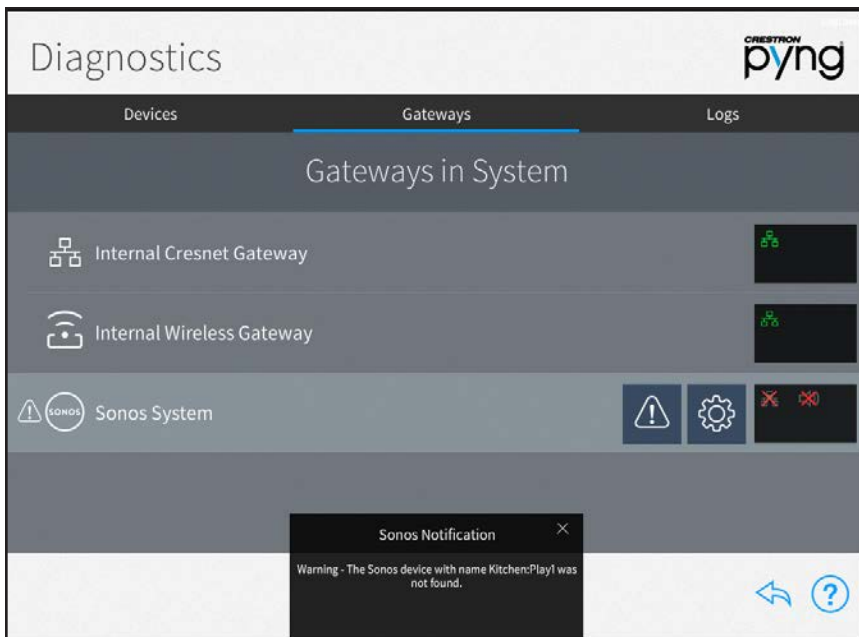 Diagnostics
CRESTRON
pyng
Devices
Gateways
Logs
Gateways in System
Internal Cresnet Gateway
Internal Wireless Gateway
SONOS
Sonos System
Sonos Notification
Warning - The Sonos device with name Kitchen:Play1 was
not found.
?